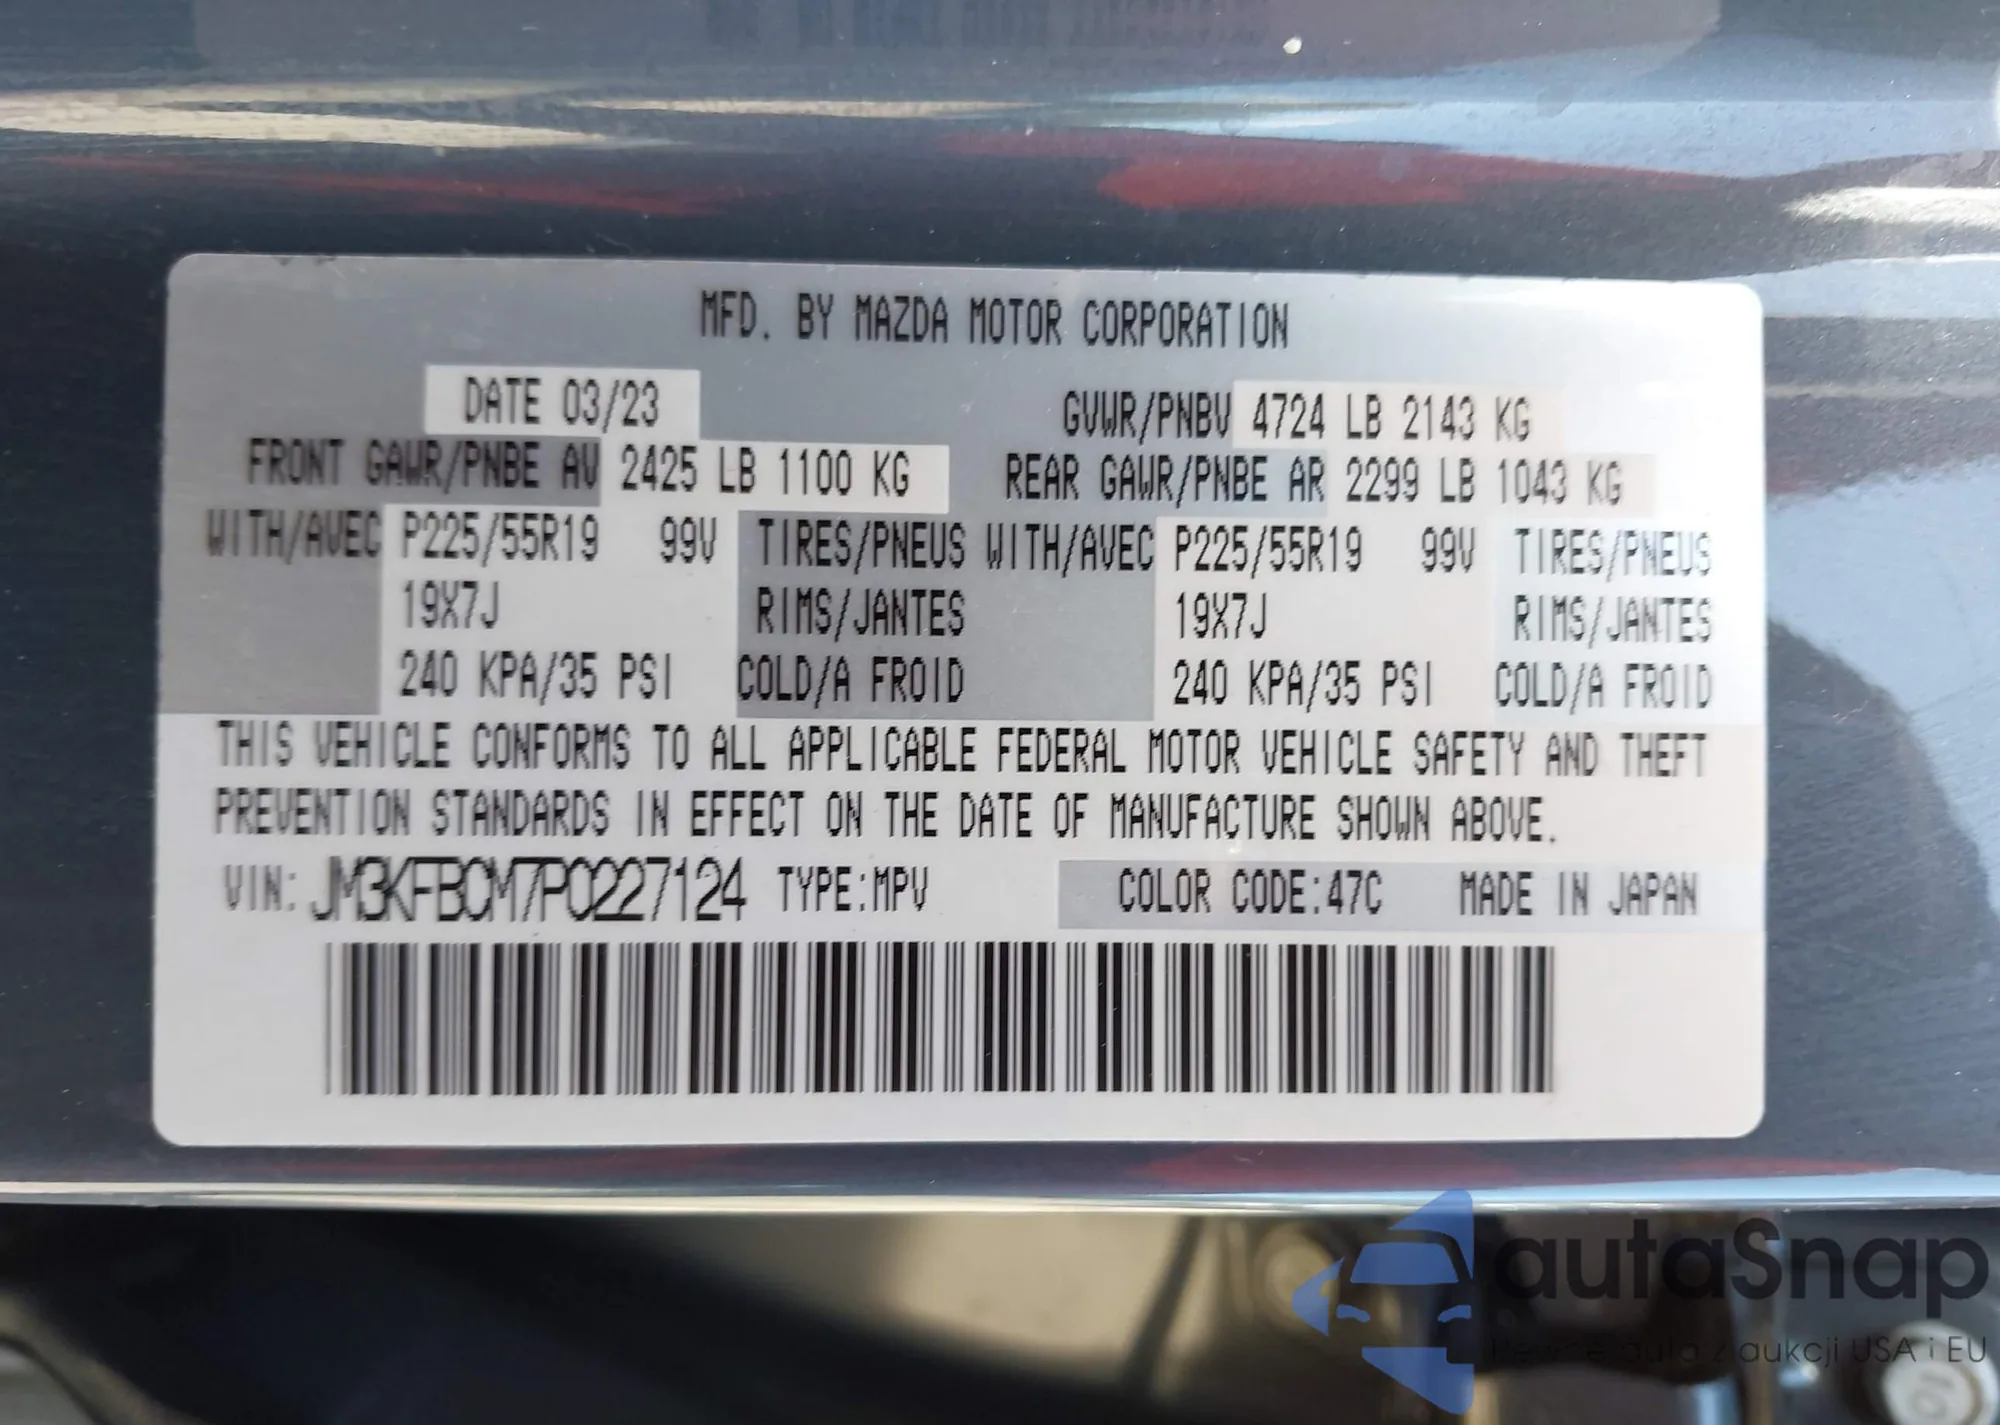 MFD. BY MAZDA MOTOR CORPORATION
DATE 03/23 GVWR/PNBV 4724 LB 2143 KG
FRONT GAWR/PNBE AV 2425 LB 1100 KG REAR GAWR/PNBE AR 2299 LB 1043 KG
WITH/AVEC P225/55R19 99V TIRES/PNEUS WITH/AVEC P225/55R19 99V TIRES/PNEUS
19X7J RIMS/JANTES 19X7J RIMS/JANTES
240 KPA/35 PSI COLD/A FROID 240 KPA/35 PSI COLD/A FROID
THIS VEHICLE CONFORMS TO ALL APPLICABLE FEDERAL MOTOR VEHICLE SAFETY AND THEFT
PREVENTION STANDARDS IN EFFECT ON THE DATE OF MANUFACTURE SHOWN ABOVE.
VIN: JM3KFBCM7P0227124 TYPE:MPV COLOR CODE:47C MADE IN JAPAN
autaSnap
auta z aukcji USA i EU